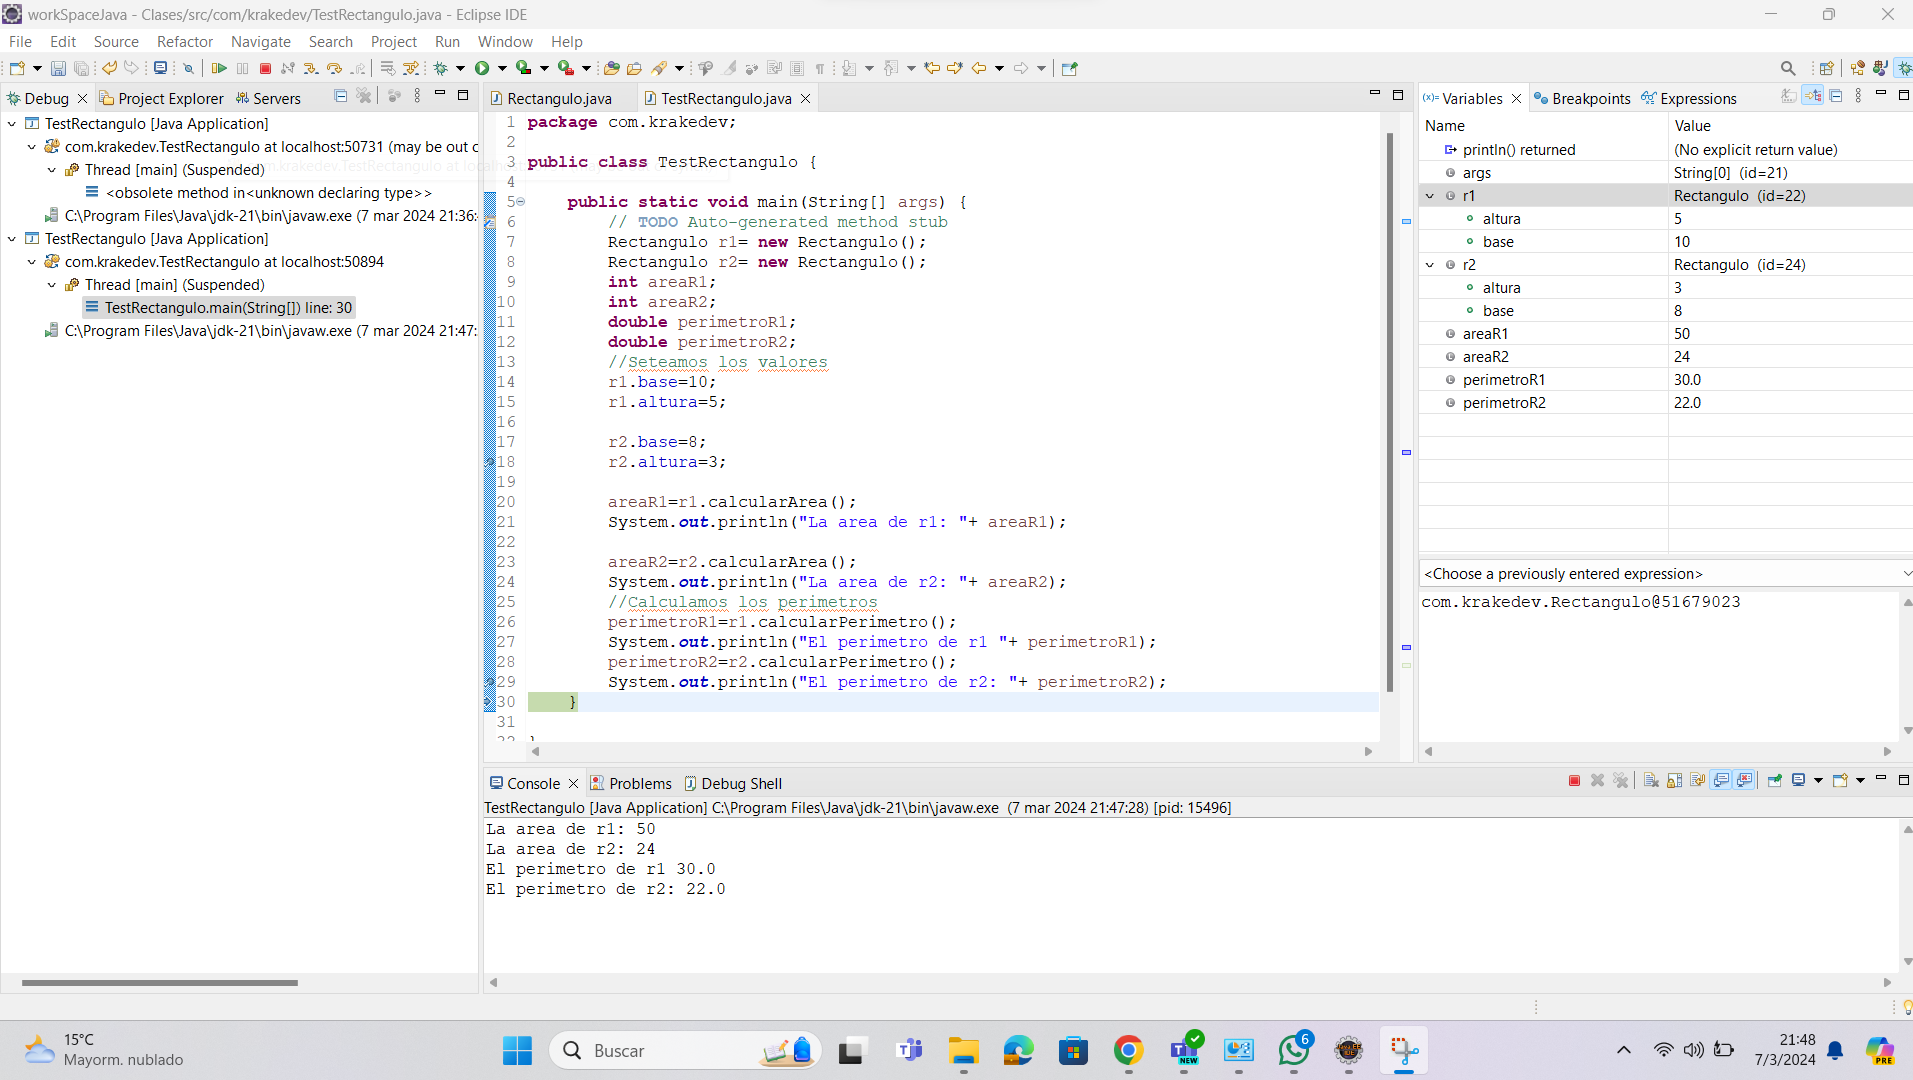 workSpaceJava - Clases/src/com/krakedev/TestRectangulo.java - Eclipse IDE
File Edit Source Refactor Navigate Search Project Run Window Help
Debug Project Explorer Servers
TestRectangulo [Java Application]
com.krakedev.TestRectangulo at localhost:50731 (may be out c
Thread [main] (Suspended)
<obsolete method in<unknown declaring type>>
C:\Program Files\Java\jdk-21\bin\javaw.exe (7 mar 2024 21:36:
TestRectangulo [Java Application]
com.krakedev.TestRectangulo at localhost:50894
Thread [main] (Suspended)
TestRectangulo.main(String[]) line: 30
C:\Program Files\Java\jdk-21\bin\javaw.exe (7 mar 2024 21:47:
Rectangulo.java TestRectangulo.java
1 package com.krakedev;
2
3 public class TestRectangulo {
4
5 public static void main(String[] args) {
6 // TODO Auto-generated method stub
7 Rectangulo r1= new Rectangulo();
8 Rectangulo r2= new Rectangulo();
9 int areaR1;
10 int areaR2;
11 double perimetroR1;
12 double perimetroR2;
13 //Seteamos los valores
14 r1.base=10;
15 r1.altura=5;
16
17 r2.base=8;
18 r2.altura=3;
19
20 areaR1=r1.calcularArea();
21 System.out.println("La area de r1: "+ areaR1);
22
23 areaR2=r2.calcularArea();
24 System.out.println("La area de r2: "+ areaR2);
25 //Calculamos los perimetros
26 perimetroR1=r1.calcularPerimetro();
27 System.out.println("El perimetro de r1 "+ perimetroR1);
28 perimetroR2=r2.calcularPerimetro();
29 System.out.println("El perimetro de r2: "+ perimetroR2);
30 }
31
Variables Breakpoints Expressions
Name Value
println() returned (No explicit return value)
args String[0] (id=21)
r1 Rectangulo (id=22)
altura 5
base 10
r2 Rectangulo (id=24)
altura 3
base 8
areaR1 50
areaR2 24
perimetroR1 30.0
perimetroR2 22.0
<Choose a previously entered expression>
com.krakedev.Rectangulo@51679023
Console Problems Debug Shell
TestRectangulo [Java Application] C:\Program Files\Java\jdk-21\bin\javaw.exe (7 mar 2024 21:47:28) [pid: 15496]
La area de r1: 50
La area de r2: 24
El perimetro de r1 30.0
El perimetro de r2: 22.0
15°C
Mayorm. nublado
Buscar
NEW
6
21:48
7/3/2024
PRE